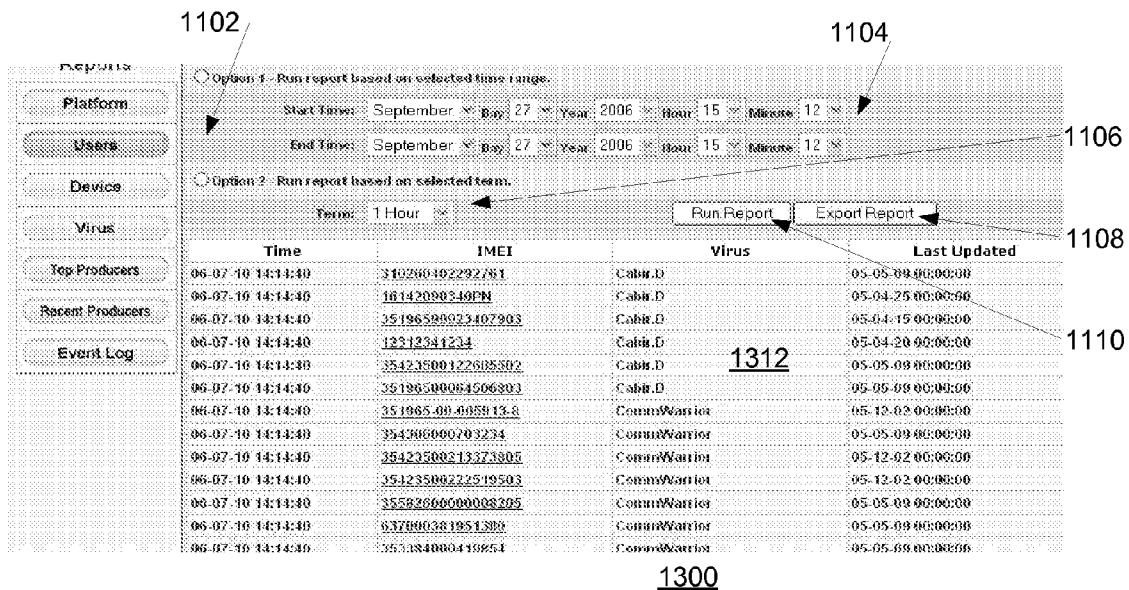 1102
1104
Reports
Option 1 - Run report based on selected time range.
Platform
Start Time: September Day 27 Year 2006 Hour 15 Minute 12
1106
Users
End Time: September Day 27 Year 2006 Hour 15 Minute 12
Device
Option 2 - Run report based on selected term.
Virus
Term: 1 Hour Run Report Export Report
1108
Time IMEI Virus Last Updated
Top Producers
06-07-10 14:14:40 310260402292761 Cabir.D 05-05-09 00:00:00
06-07-10 14:14:40 16142090340PN Cabir.D 05-04-25 00:00:00
Recent Producers
06-07-10 14:14:40 35196599923407903 Cabir.D 05-04-15 00:00:00
1110
06-07-10 14:14:40 12312341234 Cabir.D 05-04-20 00:00:00
Event Log
1312
06-07-10 14:14:40 35423500122685502 Cabir.D 05-05-09 00:00:00
06-07-10 14:14:40 35196500064506803 Cabir.D 05-05-09 00:00:00
06-07-10 14:14:40 351965-00-005913-8 CommWarrior 05-12-02 00:00:00
06-07-10 14:14:40 354306000703234 CommWarrior 05-05-09 00:00:00
06-07-10 14:14:40 35423500213373805 CommWarrior 05-12-02 00:00:00
06-07-10 14:14:40 35423500222519503 CommWarrior 05-12-02 00:00:00
06-07-10 14:14:40 35582600000008205 CommWarrior 05-05-09 00:00:00
06-07-10 14:14:40 637000381951380 CommWarrior 05-05-09 00:00:00
06-07-10 14:14:40 CommWarrior 05-05-09 00:00:00
1300